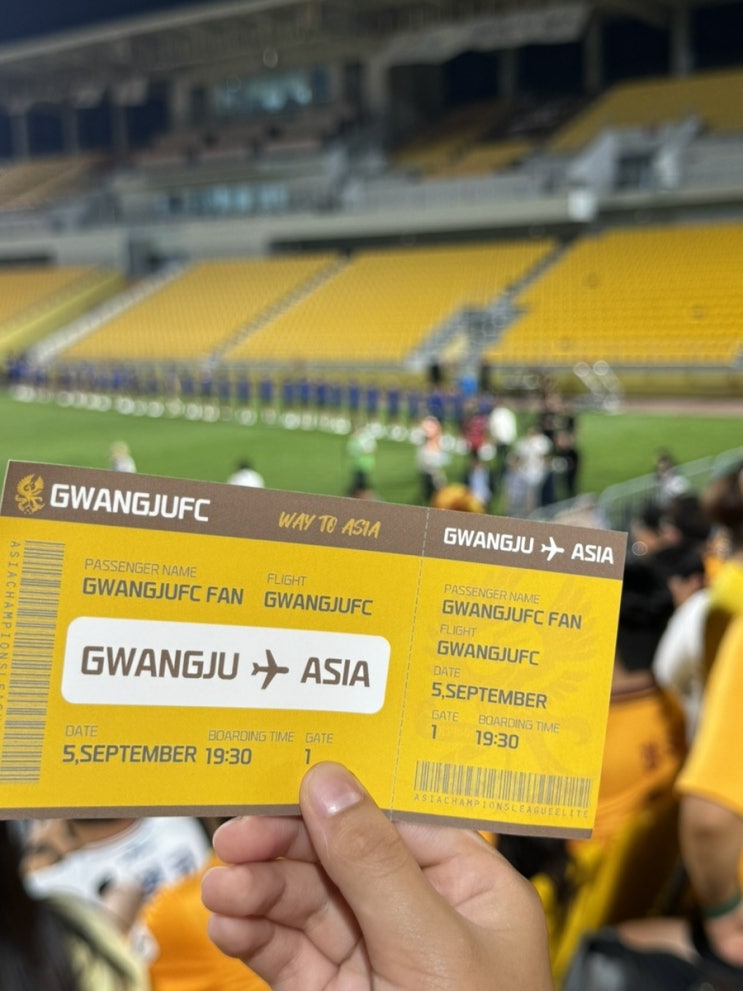 GWANGJUFC
WAY TO ASIA
ASIACHAMPIONSLEAGUE
PASSENGER NAME
GWANGJUFC FAN
FLIGHT
GWANGJUFC
GWANGJU ASIA
DATE
5,SEPTEMBER
BOARDING TIME
19:30
GATE
1
GWANGJU ASIA
PASSENGER NAME
GWANGJUFC FAN
FLIGHT
GWANGJUFC
DATE
5,SEPTEMBER
GATE
1
BOARDING TIME
19:30
ASIACHAMPIONSLEAGUEELITE